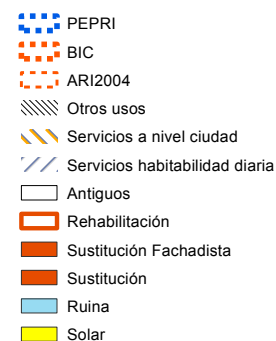 PEPRI
BIC
ARI2004
Otros usos
Servicios a nivel ciudad
Servicios habitabilidad diaria
Antiguos
Rehabilitación
Sustitución Fachadista
Sustitución
Ruina
Solar